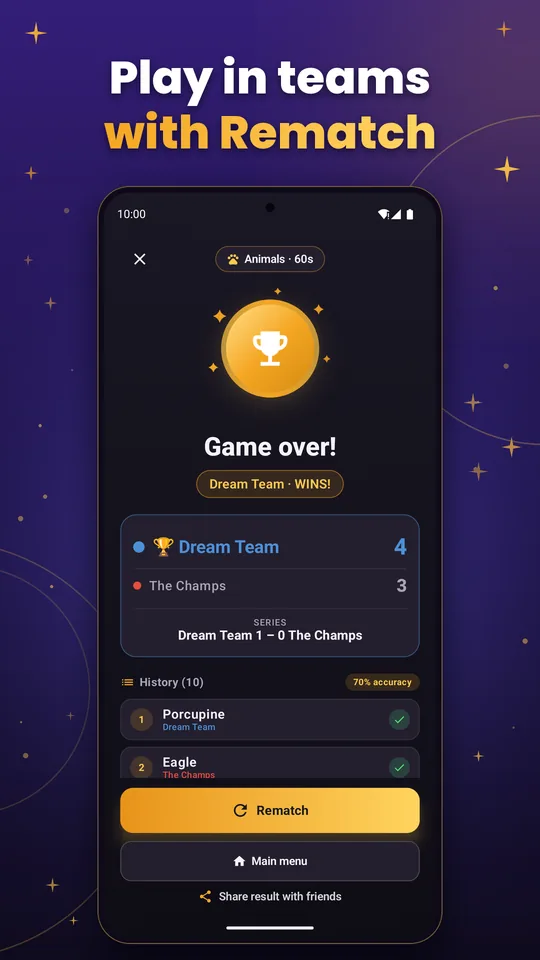 Play in teams
with Rematch
10:00
Animals · 60s
Game over!
Dream Team · WINS!
Dream Team 4
The Champs 3
SERIES
Dream Team 1 – 0 The Champs
History (10) 70% accuracy
1 Porcupine
Dream Team
2 Eagle
The Champs
Rematch
Main menu
Share result with friends